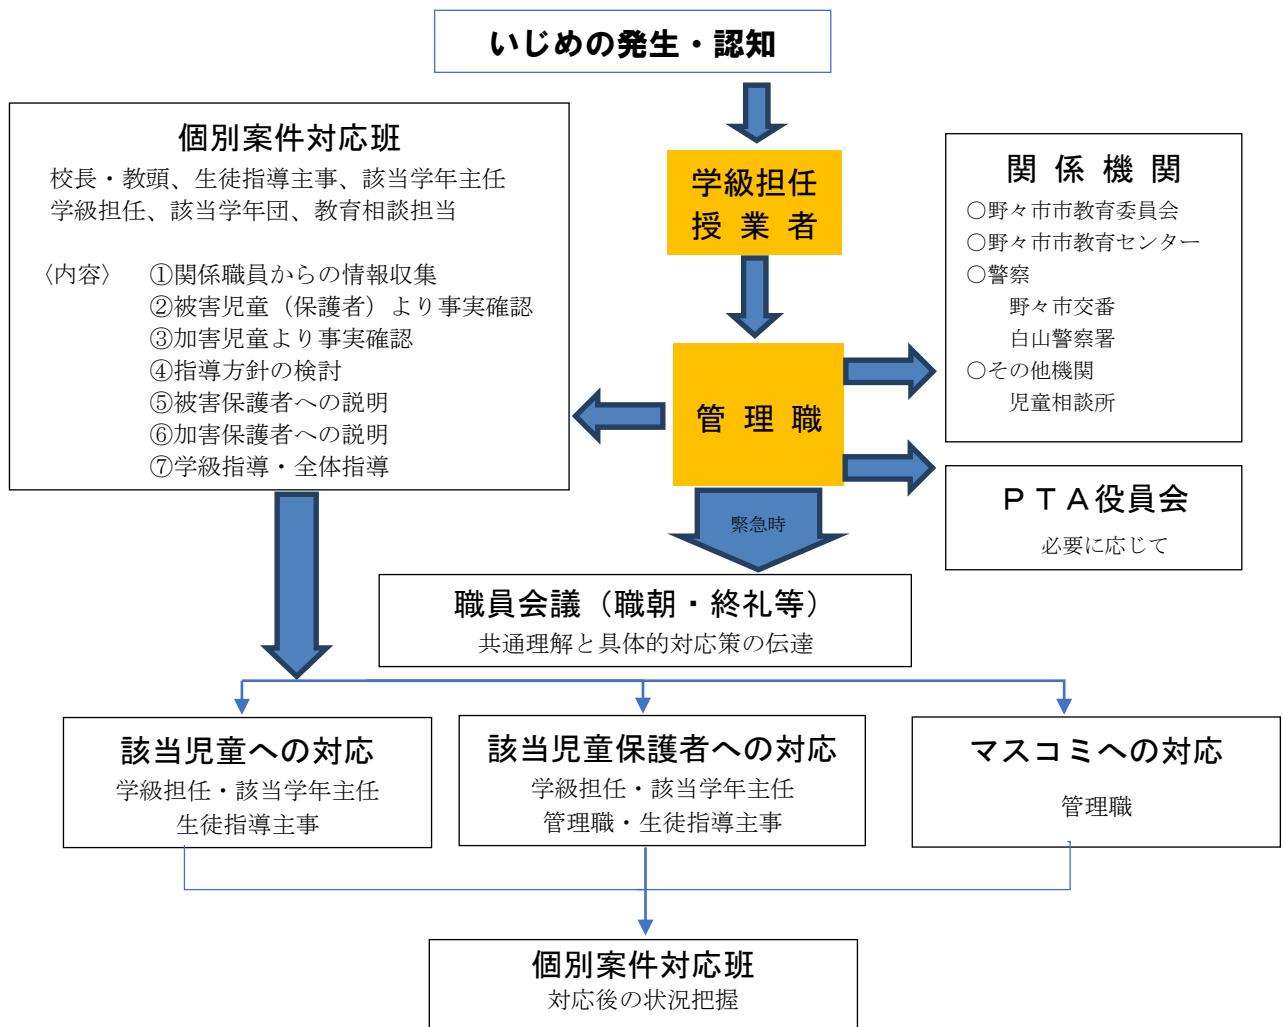 いじめの発生・認知
個別案件対応班
校長・教頭、生徒指導主事、該当学年主任
学級担任、該当学年団、教育相談担当
〈内容〉 ①関係職員からの情報収集
②被害児童（保護者）より事実確認
③加害児童より事実確認
④指導方針の検討
⑤被害保護者への説明
⑥加害保護者への説明
⑦学級指導・全体指導
学級担任
授 業 者
管 理 職
関 係 機 関
○野々市市教育委員会
○野々市市教育センター
○警察
野々市交番
白山警察署
○その他機関
児童相談所
ＰＴＡ役員会
必要に応じて
緊急時
職員会議（職朝・終礼等）
共通理解と具体的対応策の伝達
該当児童への対応
学級担任・該当学年主任
生徒指導主事
該当児童保護者への対応
学級担任・該当学年主任
管理職・生徒指導主事
マスコミへの対応
管理職
個別案件対応班
対応後の状況把握